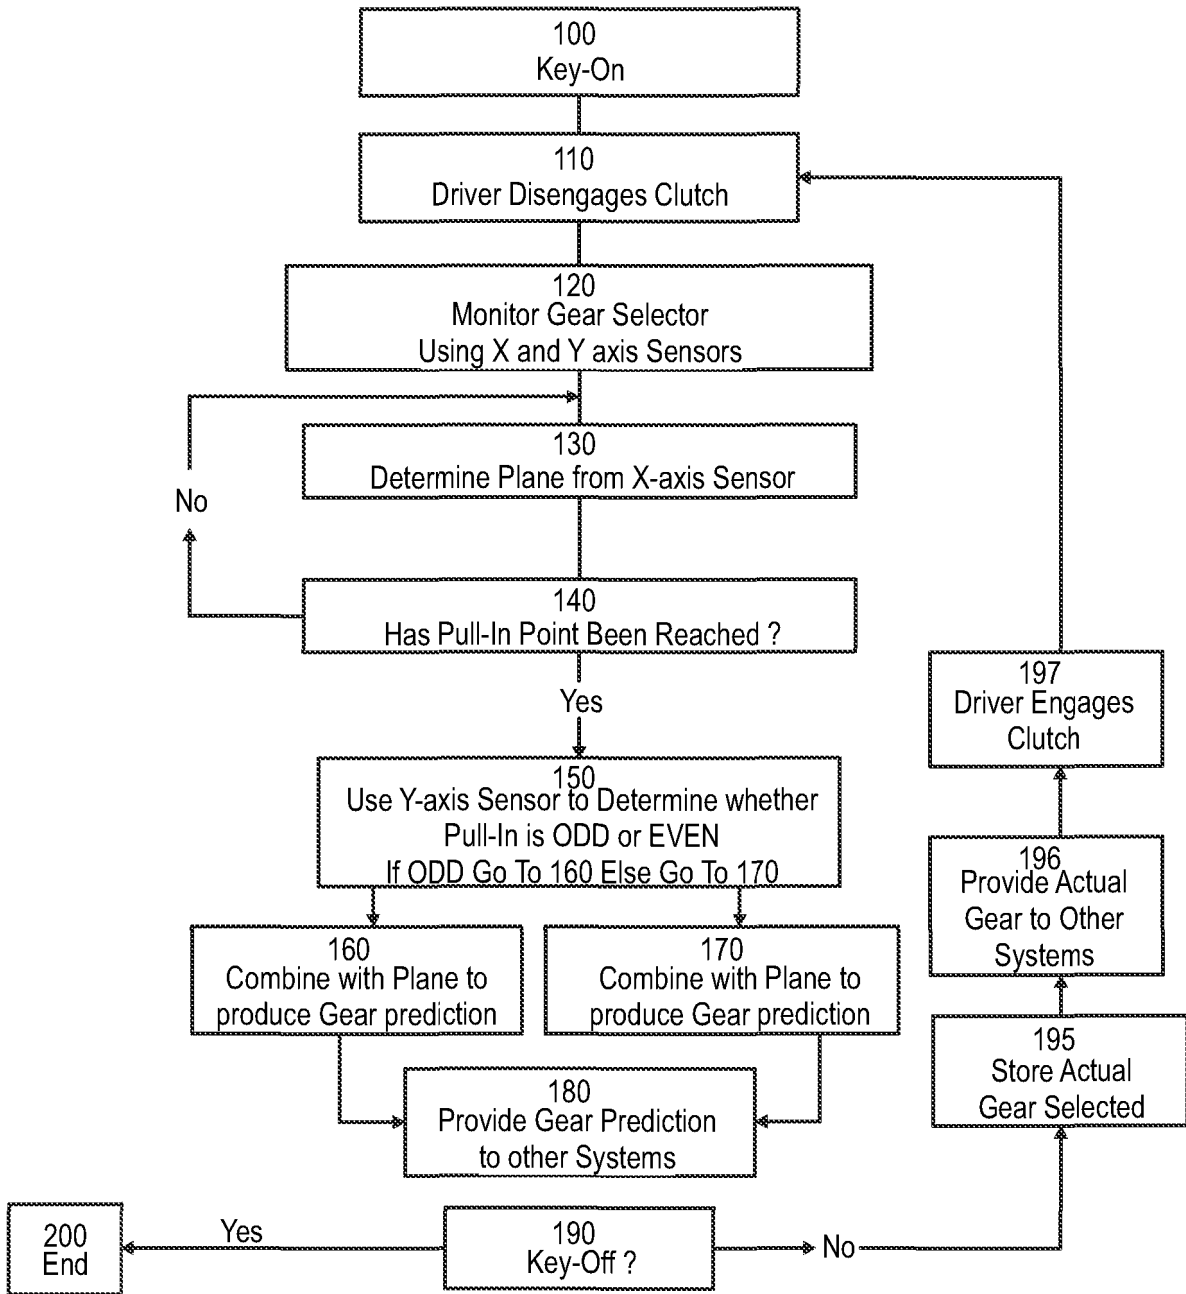 100
Key-On
110
Driver Disengages Clutch
120
Monitor Gear Selector
Using X and Y axis Sensors
130
Determine Plane from X-axis Sensor
No
140
Has Pull-In Point Been Reached ?
Yes
150
Use Y-axis Sensor to Determine whether
Pull-In is ODD or EVEN
If ODD Go To 160 Else Go To 170
160
Combine with Plane to
produce Gear prediction
170
Combine with Plane to
produce Gear prediction
180
Provide Gear Prediction
to other Systems
190
Key-Off ?
Yes
200
End
No
195
Store Actual
Gear Selected
196
Provide Actual
Gear to Other
Systems
197
Driver Engages
Clutch